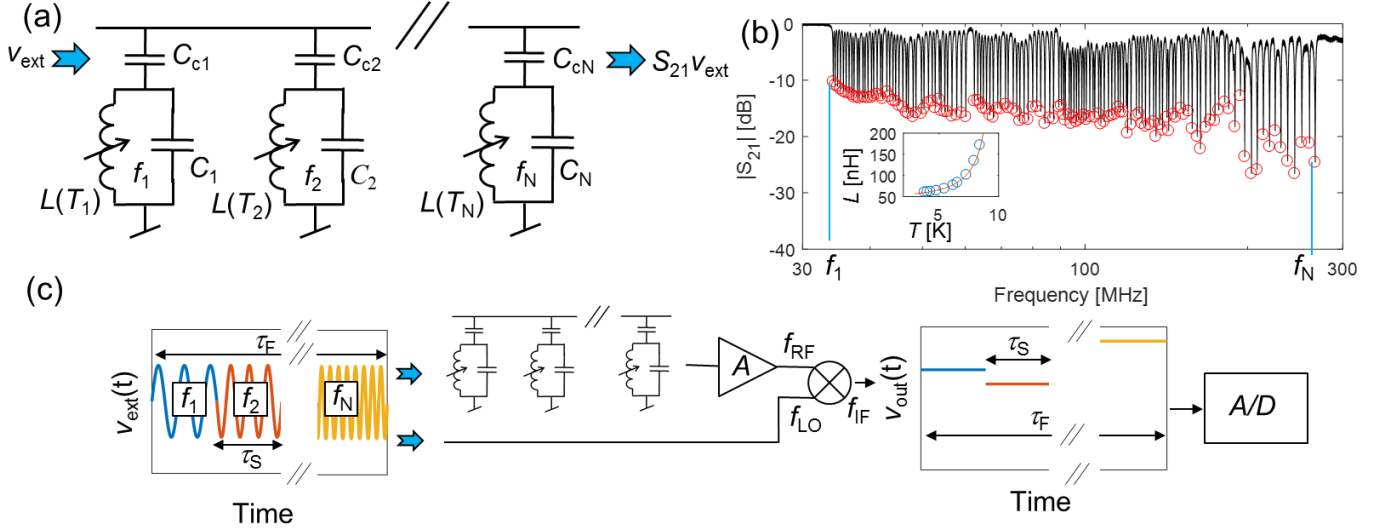 (a)
v_ext
C_c1
C_c2
C_cN
S_21 v_ext
f_1
C_1
f_2
C_2
f_N
C_N
L(T_1)
L(T_2)
L(T_N)
(b)
|S_21| [dB]
0
-10
-20
-30
-40
200
150
100
50
L [nH]
5
10
T [K]
f_1
f_N
30
100
300
Frequency [MHz]
(c)
v_ext(t)
τ_F
f_1
f_2
f_N
τ_S
Time
A
f_RF
f_LO
f_IF
v_out(t)
τ_S
τ_F
Time
A/D